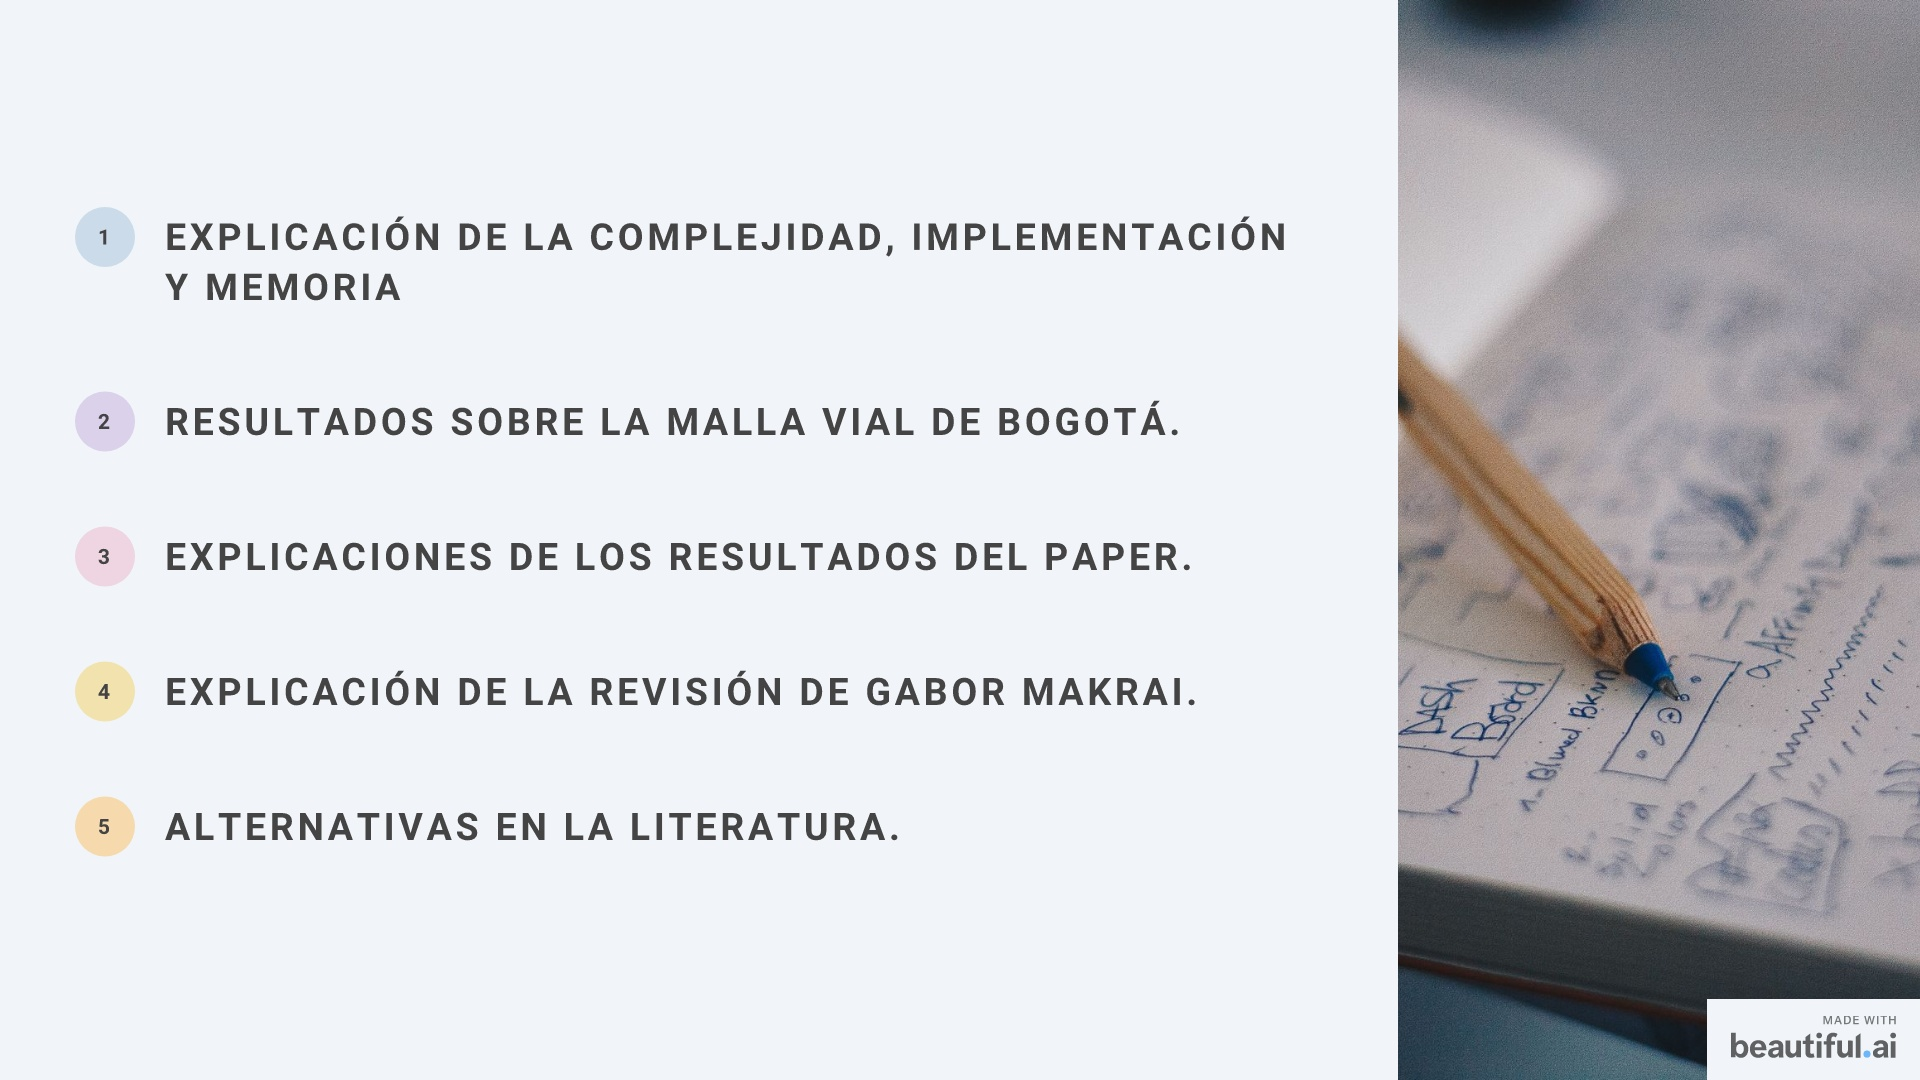 1
EXPLICACIÓN DE LA COMPLEJIDAD, IMPLEMENTACIÓN
Y MEMORIA
2
RESULTADOS SOBRE LA MALLA VIAL DE BOGOTÁ.
3
EXPLICACIONES DE LOS RESULTADOS DEL PAPER.
4
EXPLICACIÓN DE LA REVISIÓN DE GABOR MAKRAI.
5
ALTERNATIVAS EN LA LITERATURA.
Board
MADE WITH
beautiful.ai